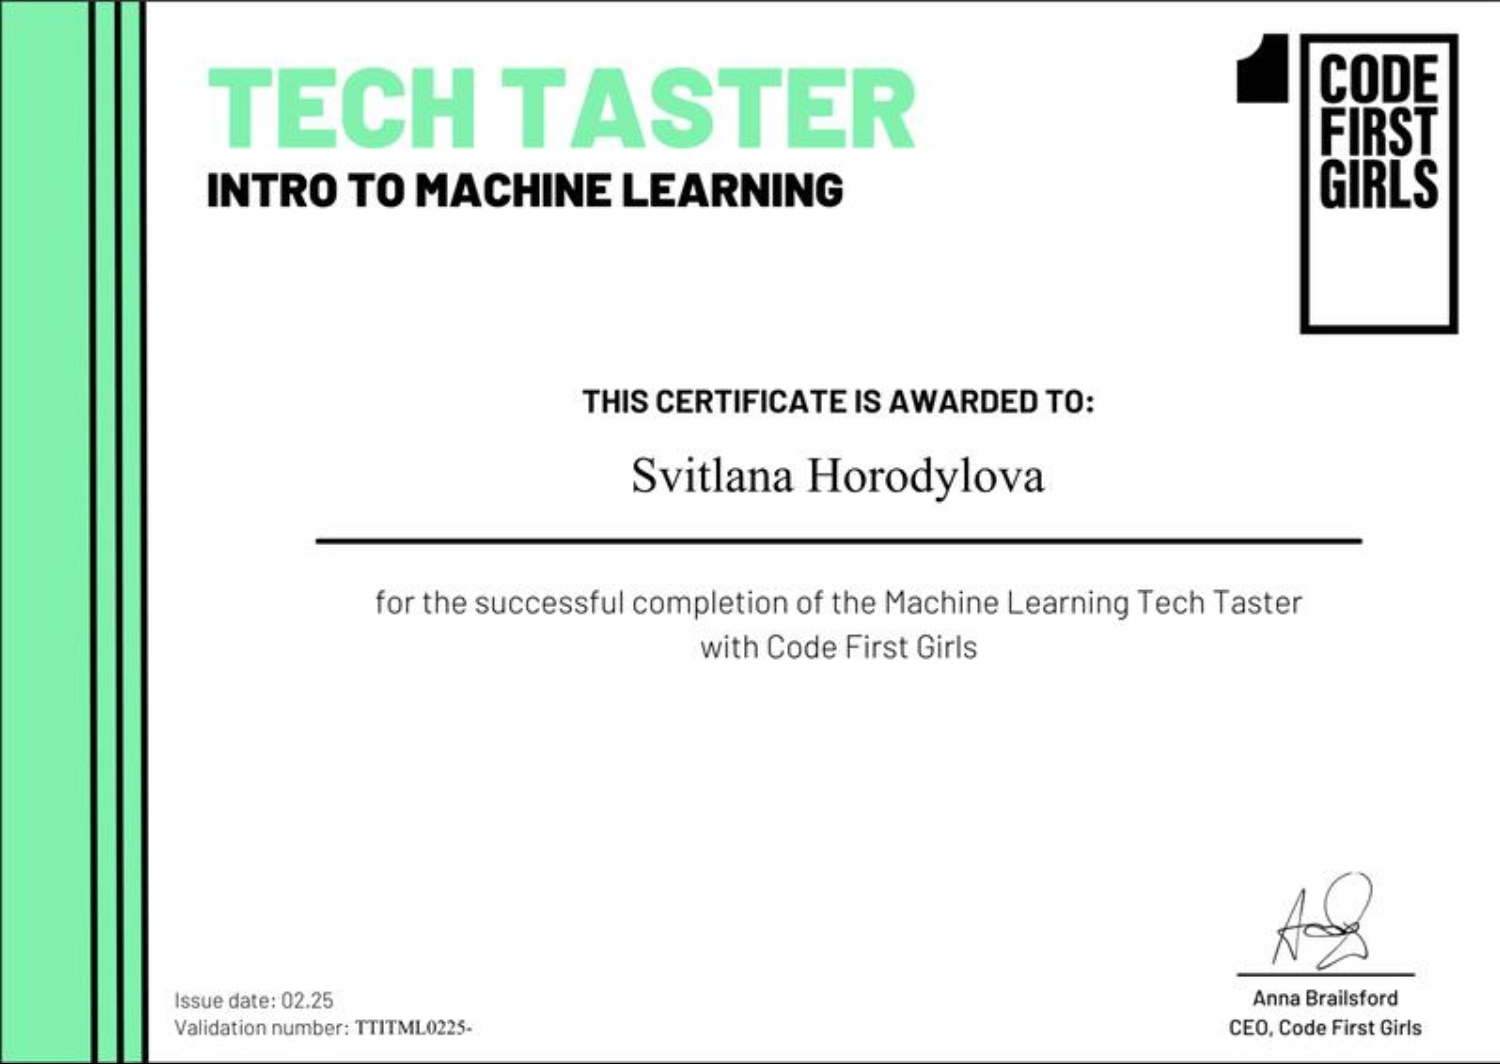 TECH TASTER
INTRO TO MACHINE LEARNING
CODE
FIRST
GIRLS
THIS CERTIFICATE IS AWARDED TO:
Svitlana Horodylova
for the successful completion of the Machine Learning Tech Taster
with Code First Girls
Issue date: 02.25
Validation number: TTITML0225-
Anna Brailsford
CEO, Code First Girls